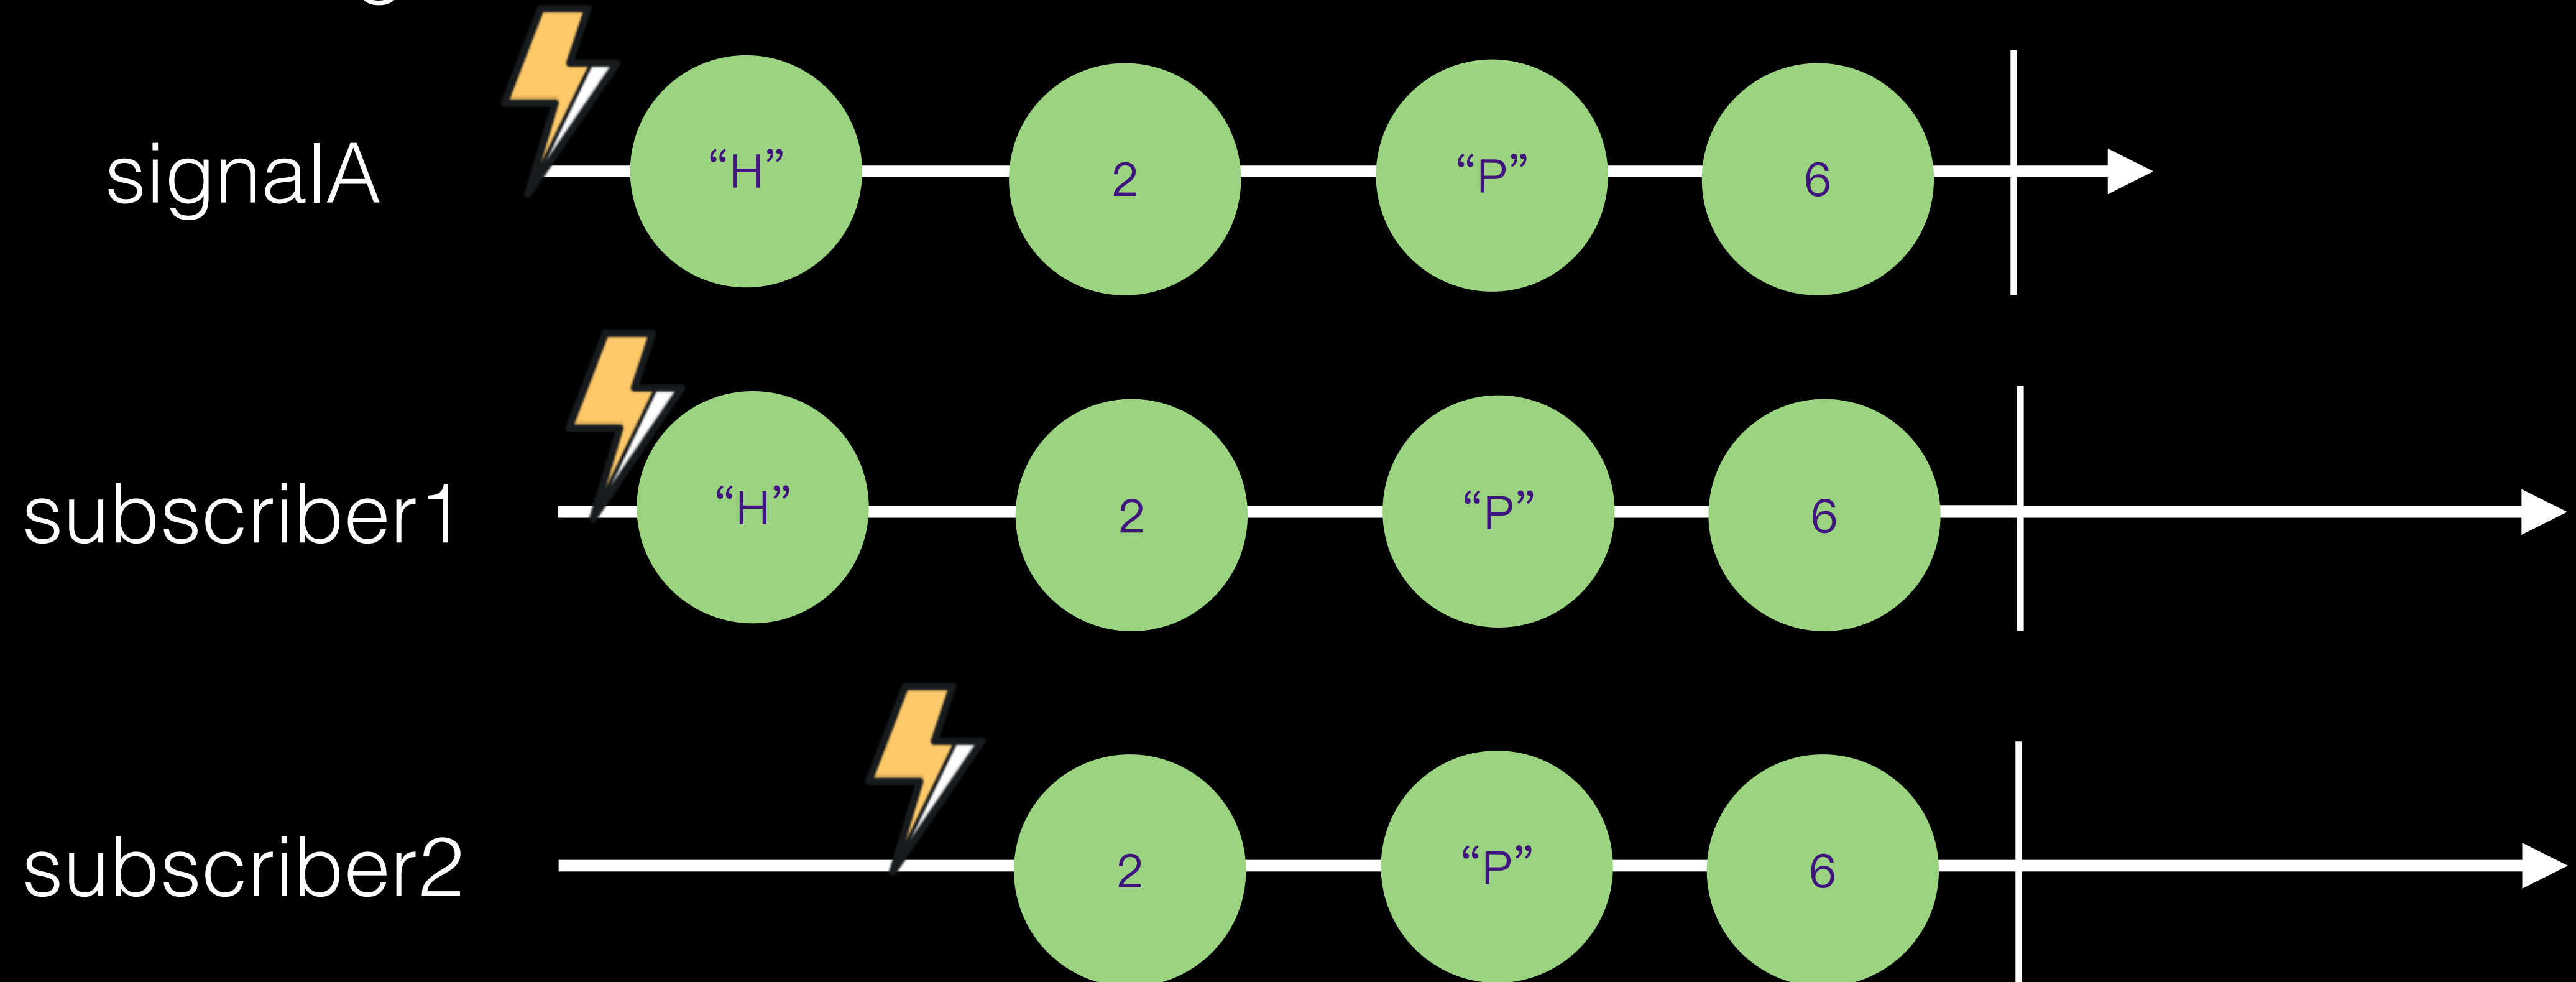 signalA “H” 2 “P” 6
subscriber1 “H” 2 “P” 6
subscriber2 2 “P” 6